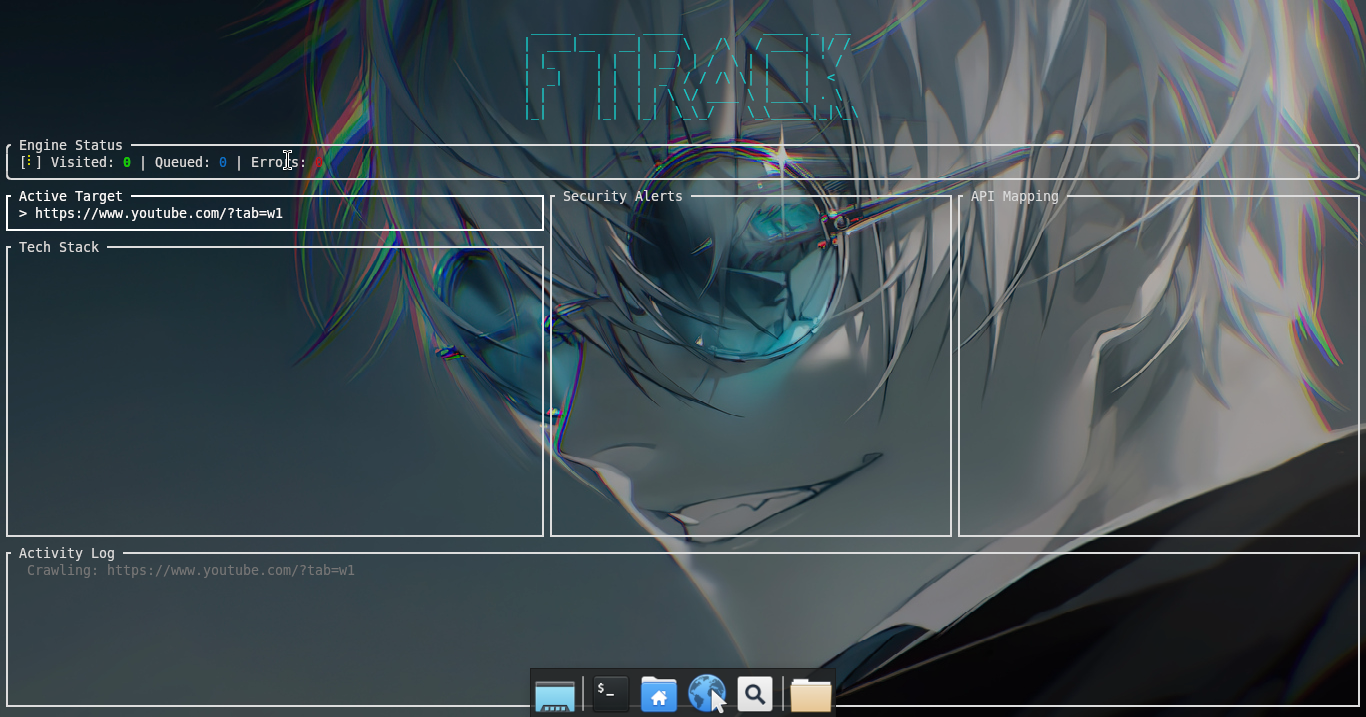 FTRACK
Engine Status
[⠇] Visited: 0 | Queued: 0 | Errors: 0
Active Target
> https://www.youtube.com/?tab=w1
Security Alerts
API Mapping
Tech Stack
Activity Log
Crawling: https://www.youtube.com/?tab=w1
$_